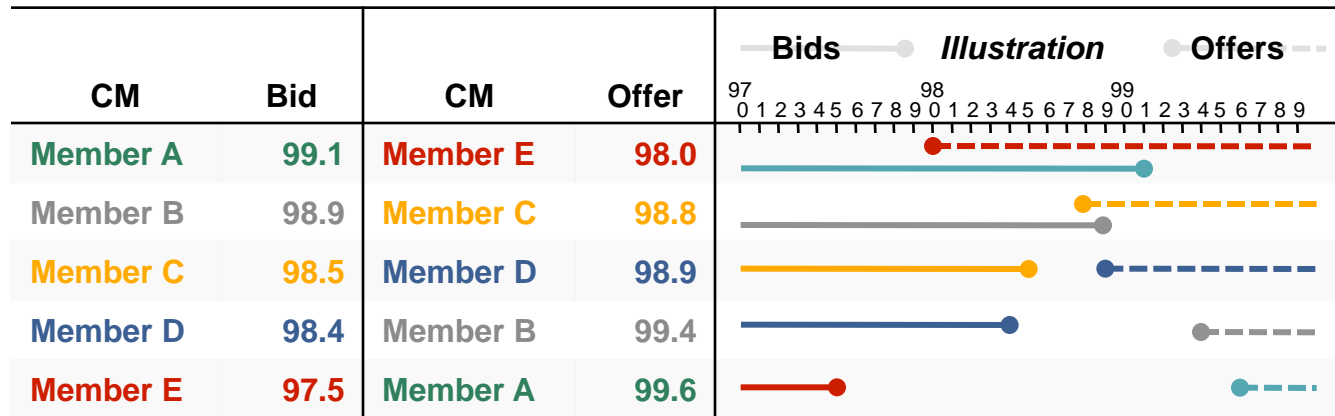 Bids Illustration Offers
CM Bid CM Offer
97 98 99
0 1 2 3 4 5 6 7 8 9 0 1 2 3 4 5 6 7 8 9 0 1 2 3 4 5 6 7 8 9
Member A 99.1 Member E 98.0
Member B 98.9 Member C 98.8
Member C 98.5 Member D 98.9
Member D 98.4 Member B 99.4
Member E 97.5 Member A 99.6